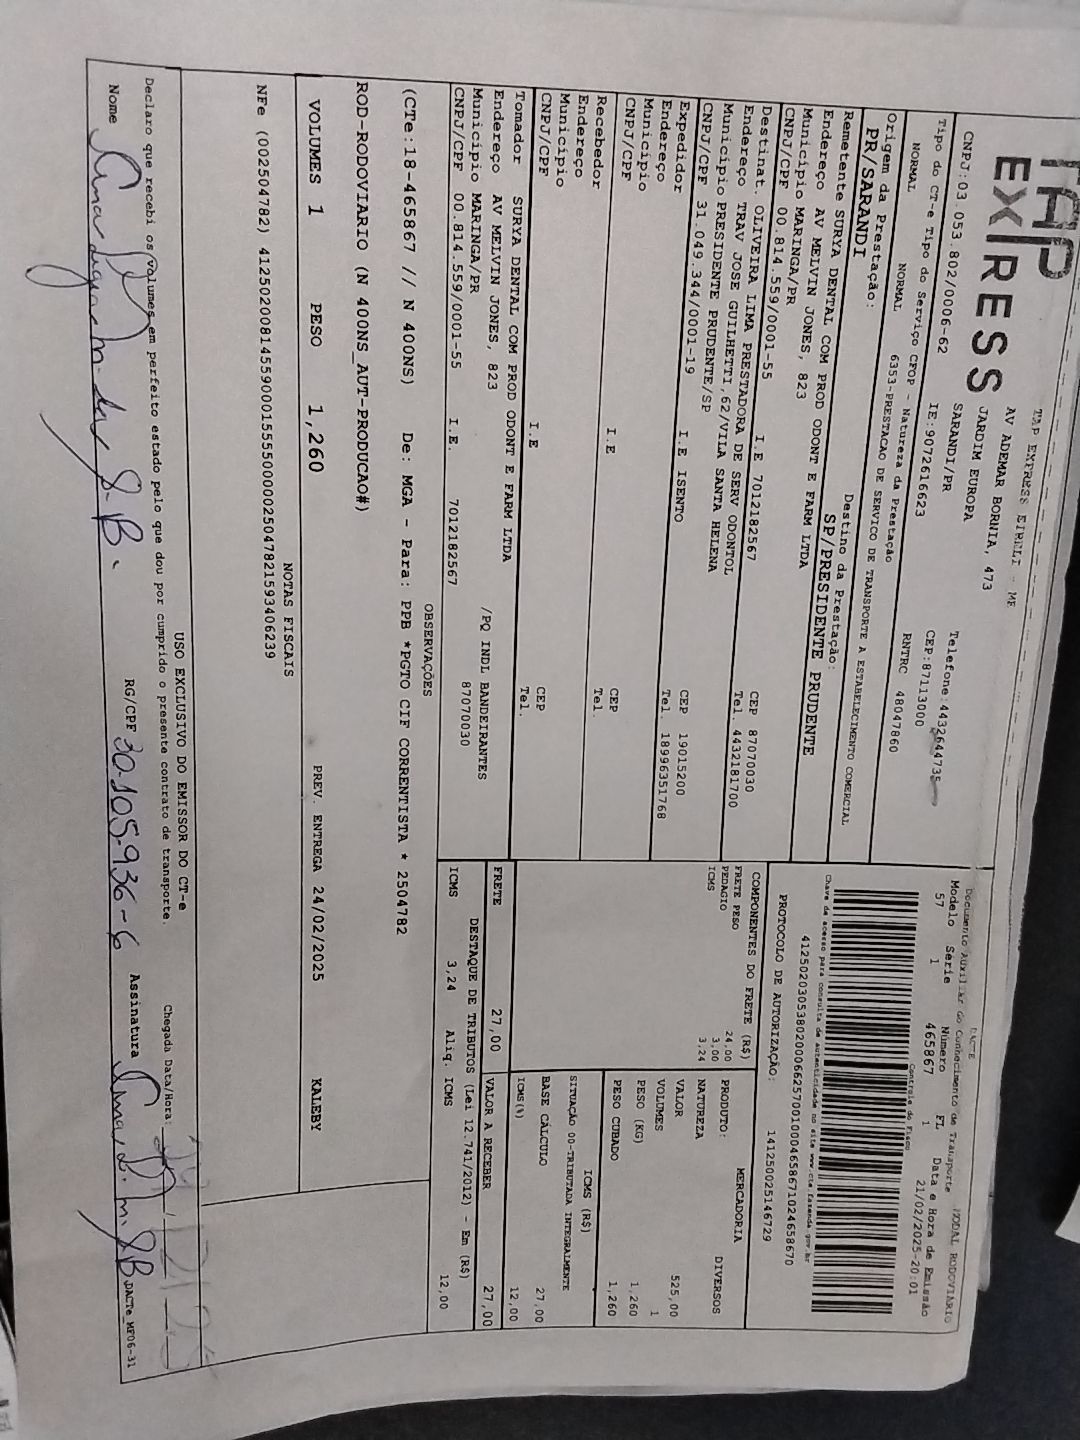 TAP
EXPRESS
TAP EXPRESS EIRELI - ME
AV ADEMAR BORNIA, 473
JARDIM EUROPA
SARANDI/PR
CNPJ:03.053.802/0006-62
IE:9072616623
CEP:87113000
Telefone:4432644735
RNTRC 48047860
Tipo do CT-e Tipo do Serviço CFOP - Natureza da Prestação
NORMAL NORMAL 6353-PRESTACAO DE SERVICO DE TRANSPORTE A ESTABELECIMENTO COMERCIAL
Origem da Prestação: Destino da Prestação:
PR/SARANDI SP/PRESIDENTE PRUDENTE
Remetente SURYA DENTAL COM PROD ODONT E FARM LTDA
Endereço AV MELVIN JONES, 823
Município MARINGA/PR CEP 87070030
CNPJ/CPF 00.814.559/0001-55 I.E 7012182567 Tel. 4432181700
Destinat. OLIVEIRA LIMA PRESTADORA DE SERV ODONTOL
Endereço TRAV JOSE GUILHETTI,62/VILA SANTA HELENA
Município PRESIDENTE PRUDENTE/SP CEP 19015200
CNPJ/CPF 31.049.344/0001-19 I.E ISENTO Tel. 18996351768
Expedidor
Endereço
Município CEP
CNPJ/CPF I.E Tel.
Recebedor
Endereço
Município CEP
CNPJ/CPF I.E Tel.
Tomador SURYA DENTAL COM PROD ODONT E FARM LTDA
Endereço AV MELVIN JONES, 823 /PQ INDL BANDEIRANTES
Município MARINGA/PR 87070030
CNPJ/CPF 00.814.559/0001-55 I.E. 7012182567
DACTE
Documento Auxiliar do Conhecimento de Transporte MODAL RODOVIÁRIO
Modelo Série Número FL Data e Hora de Emissão
57 1 465867 1 21/02/2025-20:01
Controle do Fisco
Chave de acesso para consulta de autenticidade no site www.cte.fazenda.gov.br
41250203053802000662570010004658671024658670
PROTOCOLO DE AUTORIZAÇÃO: 141250025146729
COMPONENTES DO FRETE (R$)
FRETE PESO 24,00
PEDAGIO 3,00
ICMS 3,24
FRETE 27,00
MERCADORIA
PRODUTO: DIVERSOS
NATUREZA
VALOR 525,00
VOLUMES 1
PESO (KG) 1,260
PESO CUBADO 1,260
ICMS (R$)
SITUAÇÃO 00-TRIBUTADA INTEGRALMENTE
BASE CÁLCULO 27,00
ICMS(%) 12,00
VALOR A RECEBER 27,00
DESTAQUE DE TRIBUTOS (Lei 12.741/2012) - Em (R$)
ICMS 3,24 Aliq. ICMS 12,00
OBSERVAÇÕES
(CTe:18-465867 // N 400NS) De: MGA - Para: PPB *PGTO CIF CORRENTISTA * 2504782
ROD-RODOVIARIO (N 400NS_AUT-PRODUCAO#)
VOLUMES 1 PESO 1,260 PREV. ENTREGA 24/02/2025 KALEBY
NOTAS FISCAIS
NFe (002504782) 41250200814559000155550000025047821593406239
USO EXCLUSIVO DO EMISSOR DO CT-e
Declaro que recebi os volumes em perfeito estado pelo que dou por cumprido o presente contrato de transporte. Chegada Data/Hora:
Nome RG/CPF 30.105.936-6 Assinatura DACTe_MF06-31